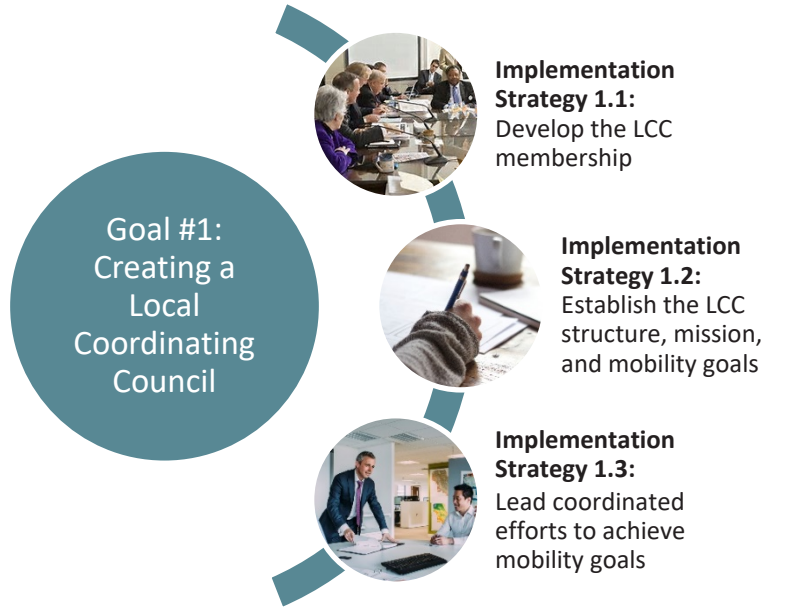 Goal #1:
Creating a
Local
Coordinating
Council
Implementation
Strategy 1.1:
Develop the LCC
membership
Implementation
Strategy 1.2:
Establish the LCC
structure, mission,
and mobility goals
Implementation
Strategy 1.3:
Lead coordinated
efforts to achieve
mobility goals